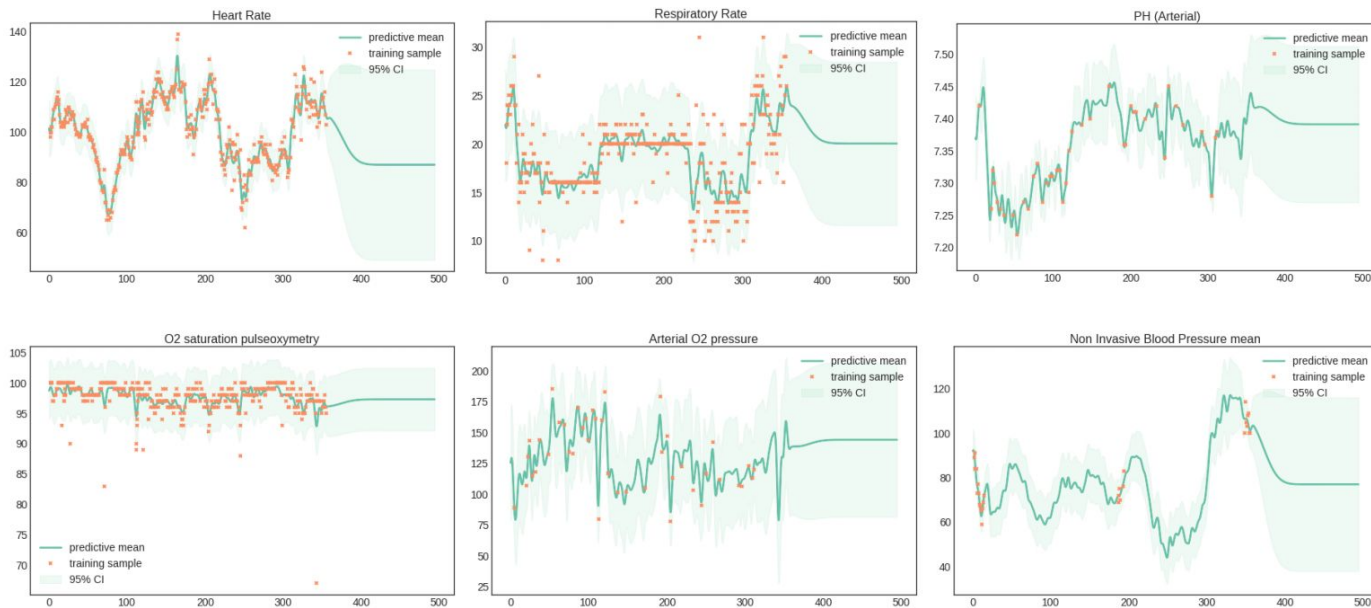 Heart Rate
140
120
100
80
60
0 100 200 300 400 500
predictive mean
training sample
95% CI
Respiratory Rate
30
25
20
15
10
0 100 200 300 400 500
predictive mean
training sample
95% CI
PH (Arterial)
7.50
7.45
7.40
7.35
7.30
7.25
7.20
0 100 200 300 400 500
predictive mean
training sample
95% CI
O2 saturation pulseoxymetry
105
100
95
90
85
80
75
70
0 100 200 300 400 500
predictive mean
training sample
95% CI
Arterial O2 pressure
200
175
150
125
100
75
50
25
0 100 200 300 400 500
predictive mean
training sample
95% CI
Non Invasive Blood Pressure mean
120
100
80
60
40
0 100 200 300 400 500
predictive mean
training sample
95% CI